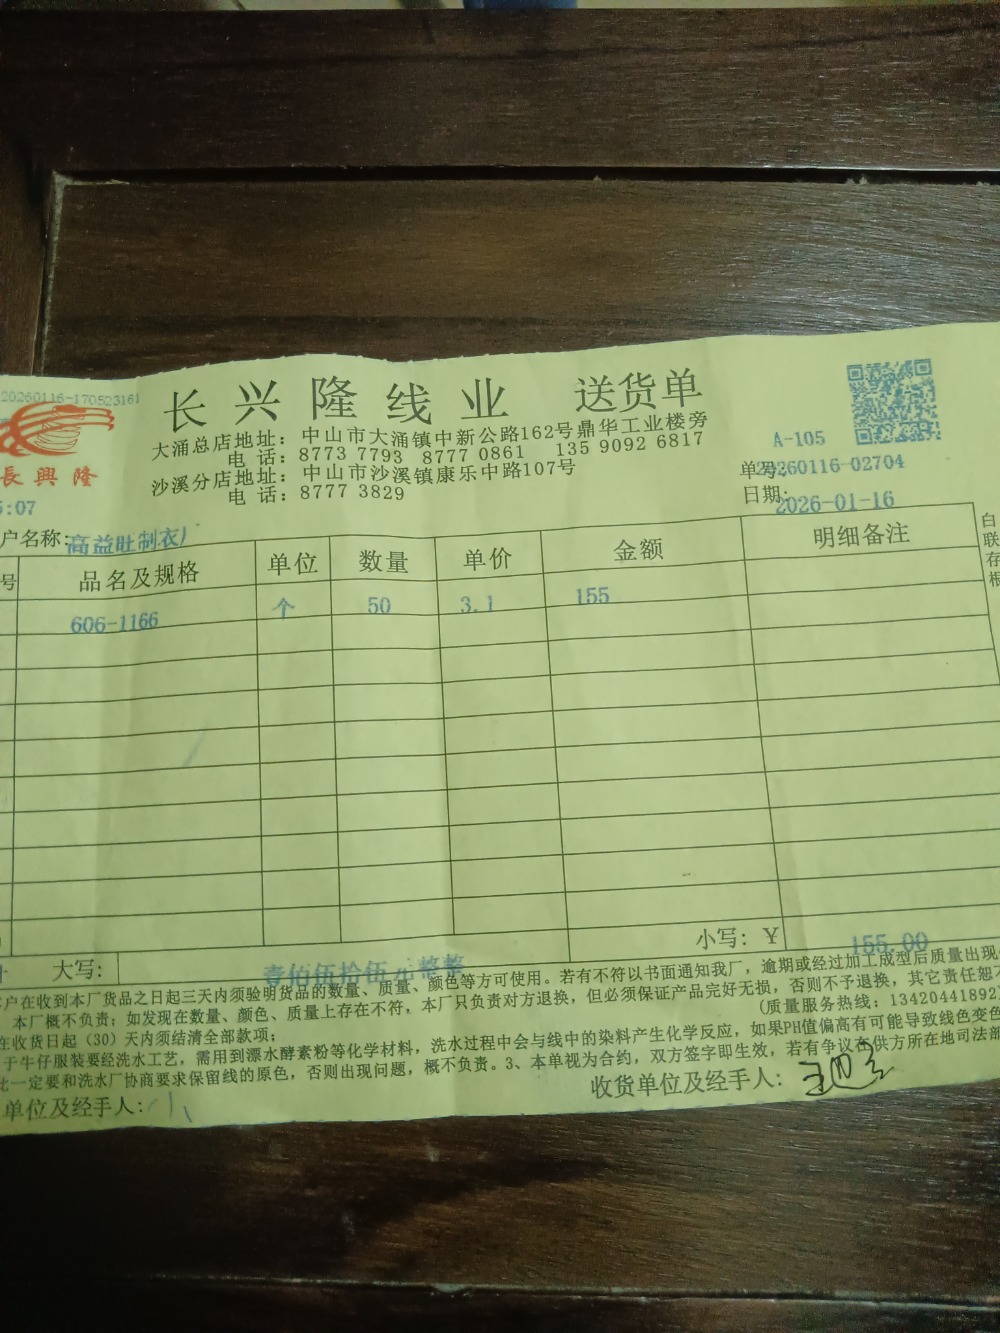 20260116-170523161
長興隆
长兴隆线业 送货单
大涌总店地址：中山市大涌镇中新公路162号鼎华工业楼旁
电 话：8773 7793 8777 0861 135 9092 6817
沙溪分店地址：中山市沙溪镇康乐中路107号
电 话：8777 3829
A-105
单号:20260116-02704
日期:2026-01-16
:07
户名称:高益旺制衣厂
号 品名及规格 单位 数量 单价 金额 明细备注
606-1166 个 50 3.1 155
白联存根
大写: 壹佰伍拾伍元整整 小写: ¥ 155.00
户在收到本厂货品之日起三天内须验明货品的数量、质量、颜色等方可使用。若有不符以书面通知我厂，逾期或经过加工成型后质量出现
本厂概不负责；如发现在数量、颜色、质量上存在不符，本厂只负责对方退换，但必须保证产品完好无损，否则不予退换，其它责任恕不
(质量服务热线：13420441892)
在收货日起（30）天内须结清全部款项；
于牛仔服装要经洗水工艺，需用到漂水酵素粉等化学材料，洗水过程中会与线中的染料产生化学反应，如果PH值偏高有可能导致线色变色
此一定要和洗水厂协商要求保留线的原色，否则出现问题，概不负责。3、本单视为合约，双方签字即生效，若有争议在供方所在地司法部
单位及经手人: 收货单位及经手人: